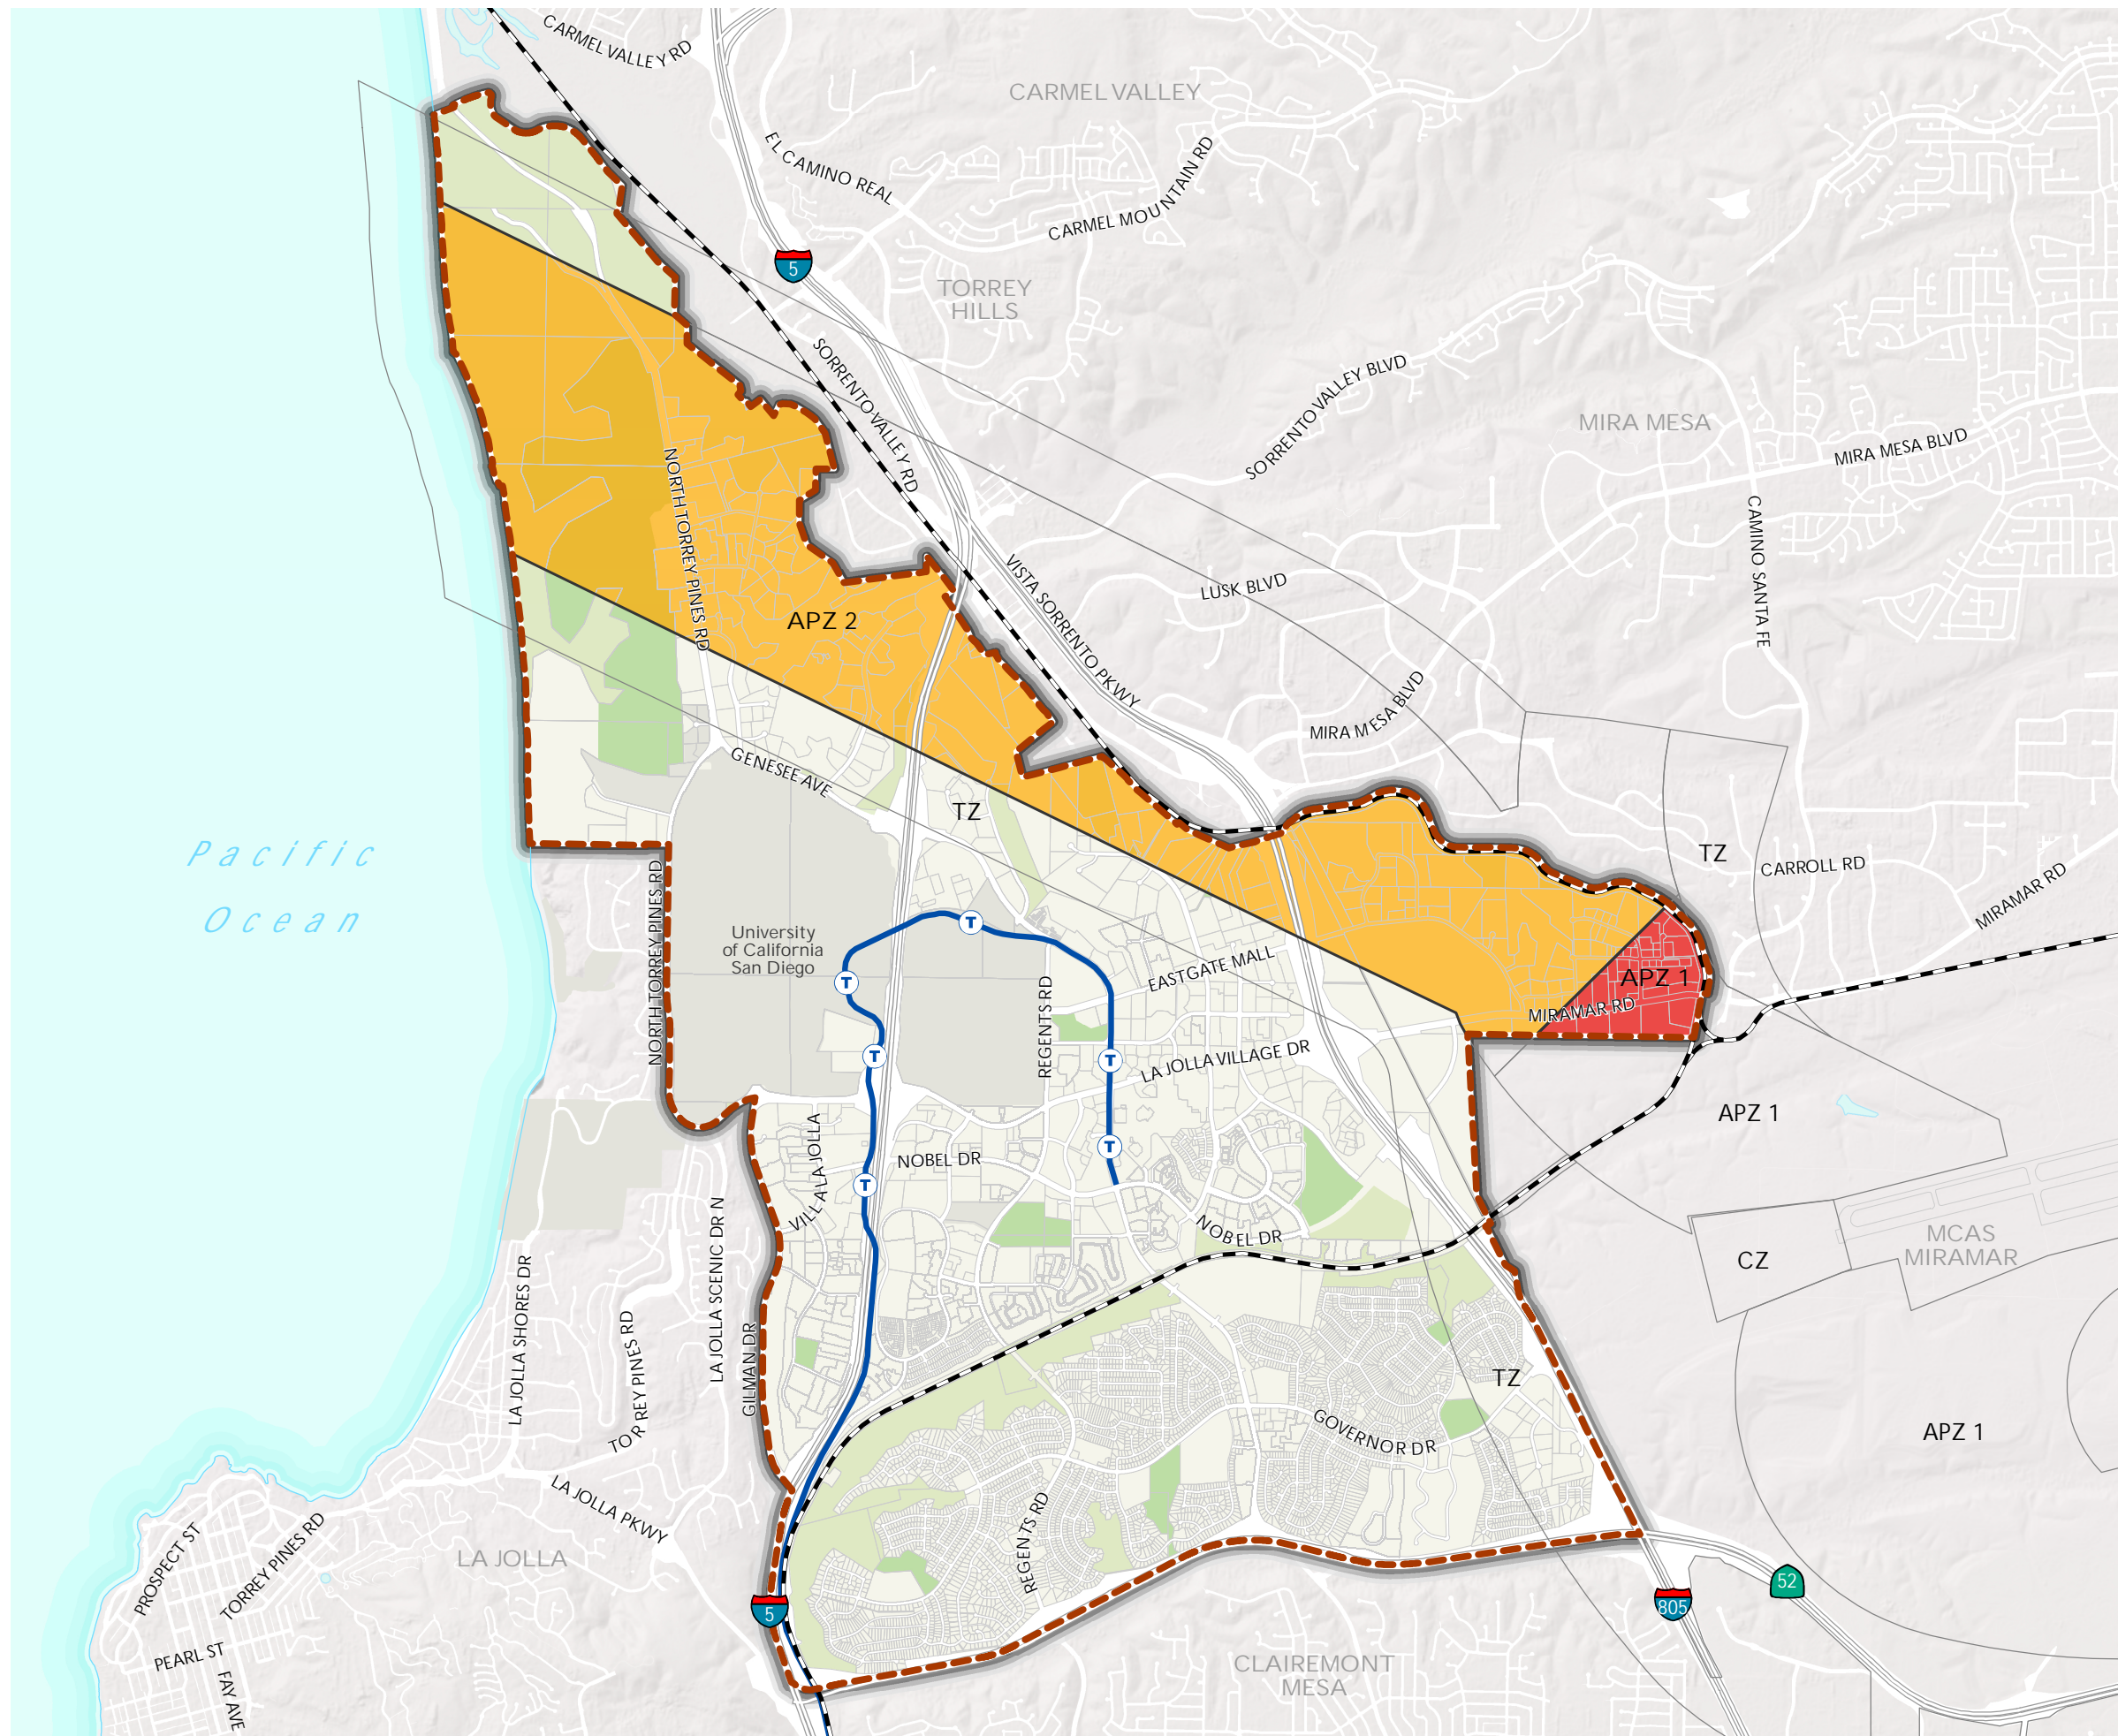 CARMEL VALLEY RD
CARMEL VALLEY
EL CAMINO REAL
CARMEL MOUNTAIN RD
5
TORREY
HILLS
SORRENTO VALLEY RD
SORRENTO VALLEY BLVD
MIRA MESA
MIRA MESA BLVD
CAMINO SANTA FE
NORTH TORREY PINES RD
VISTA SORRENTO PKWY
LUSK BLVD
APZ 2
MIRA MESA BLVD
GENESEE AVE
TZ
TZ
CARROLL RD
MIRAMAR RD
Pacific
Ocean
NORTH TORREY PINES RD
University
of California
San Diego
T
T
T
T
T
T
REGENTS RD
EASTGATE MALL
APZ 1
MIRAMAR RD
LA JOLLA VILLAGE DR
APZ 1
VILLA LA JOLLA
NOBEL DR
NOBEL DR
MCAS
MIRAMAR
CZ
LA JOLLA SHORES DR
TORREY PINES RD
LA JOLLA SCENIC DR N
GILMAN DR
TZ
GOVERNOR DR
APZ 1
LA JOLLA PKWY
PROSPECT ST
TORREY PINES RD
LA JOLLA
REGENTS RD
5
805
52
PEARL ST
FAY AVE
CLAIREMONT
MESA